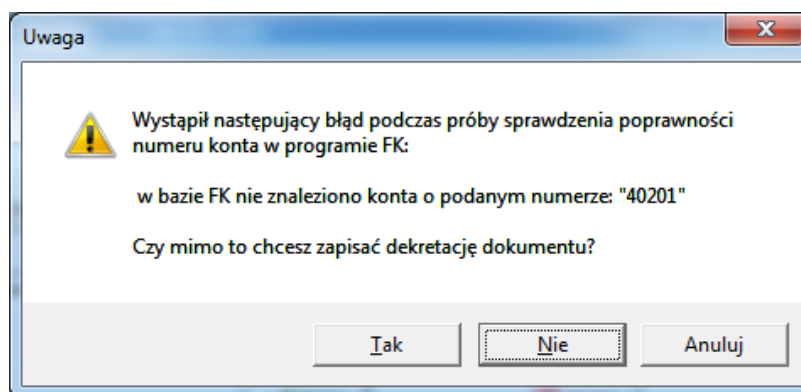 Uwaga
Wystąpił następujący błąd podczas próby sprawdzenia poprawności
numeru konta w programie FK:
w bazie FK nie znaleziono konta o podanym numerze: "40201"
Czy mimo to chcesz zapisać dekretację dokumentu?
Tak
Nie
Anuluj